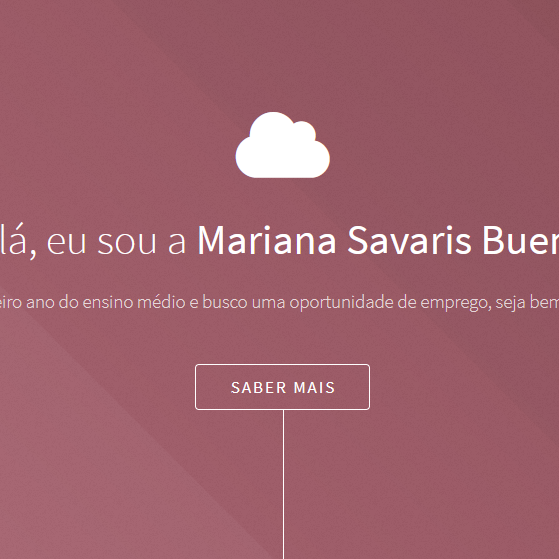 lá, eu sou a Mariana Savaris Buen
eiro ano do ensino médio e busco uma oportunidade de emprego, seja bem
SABER MAIS